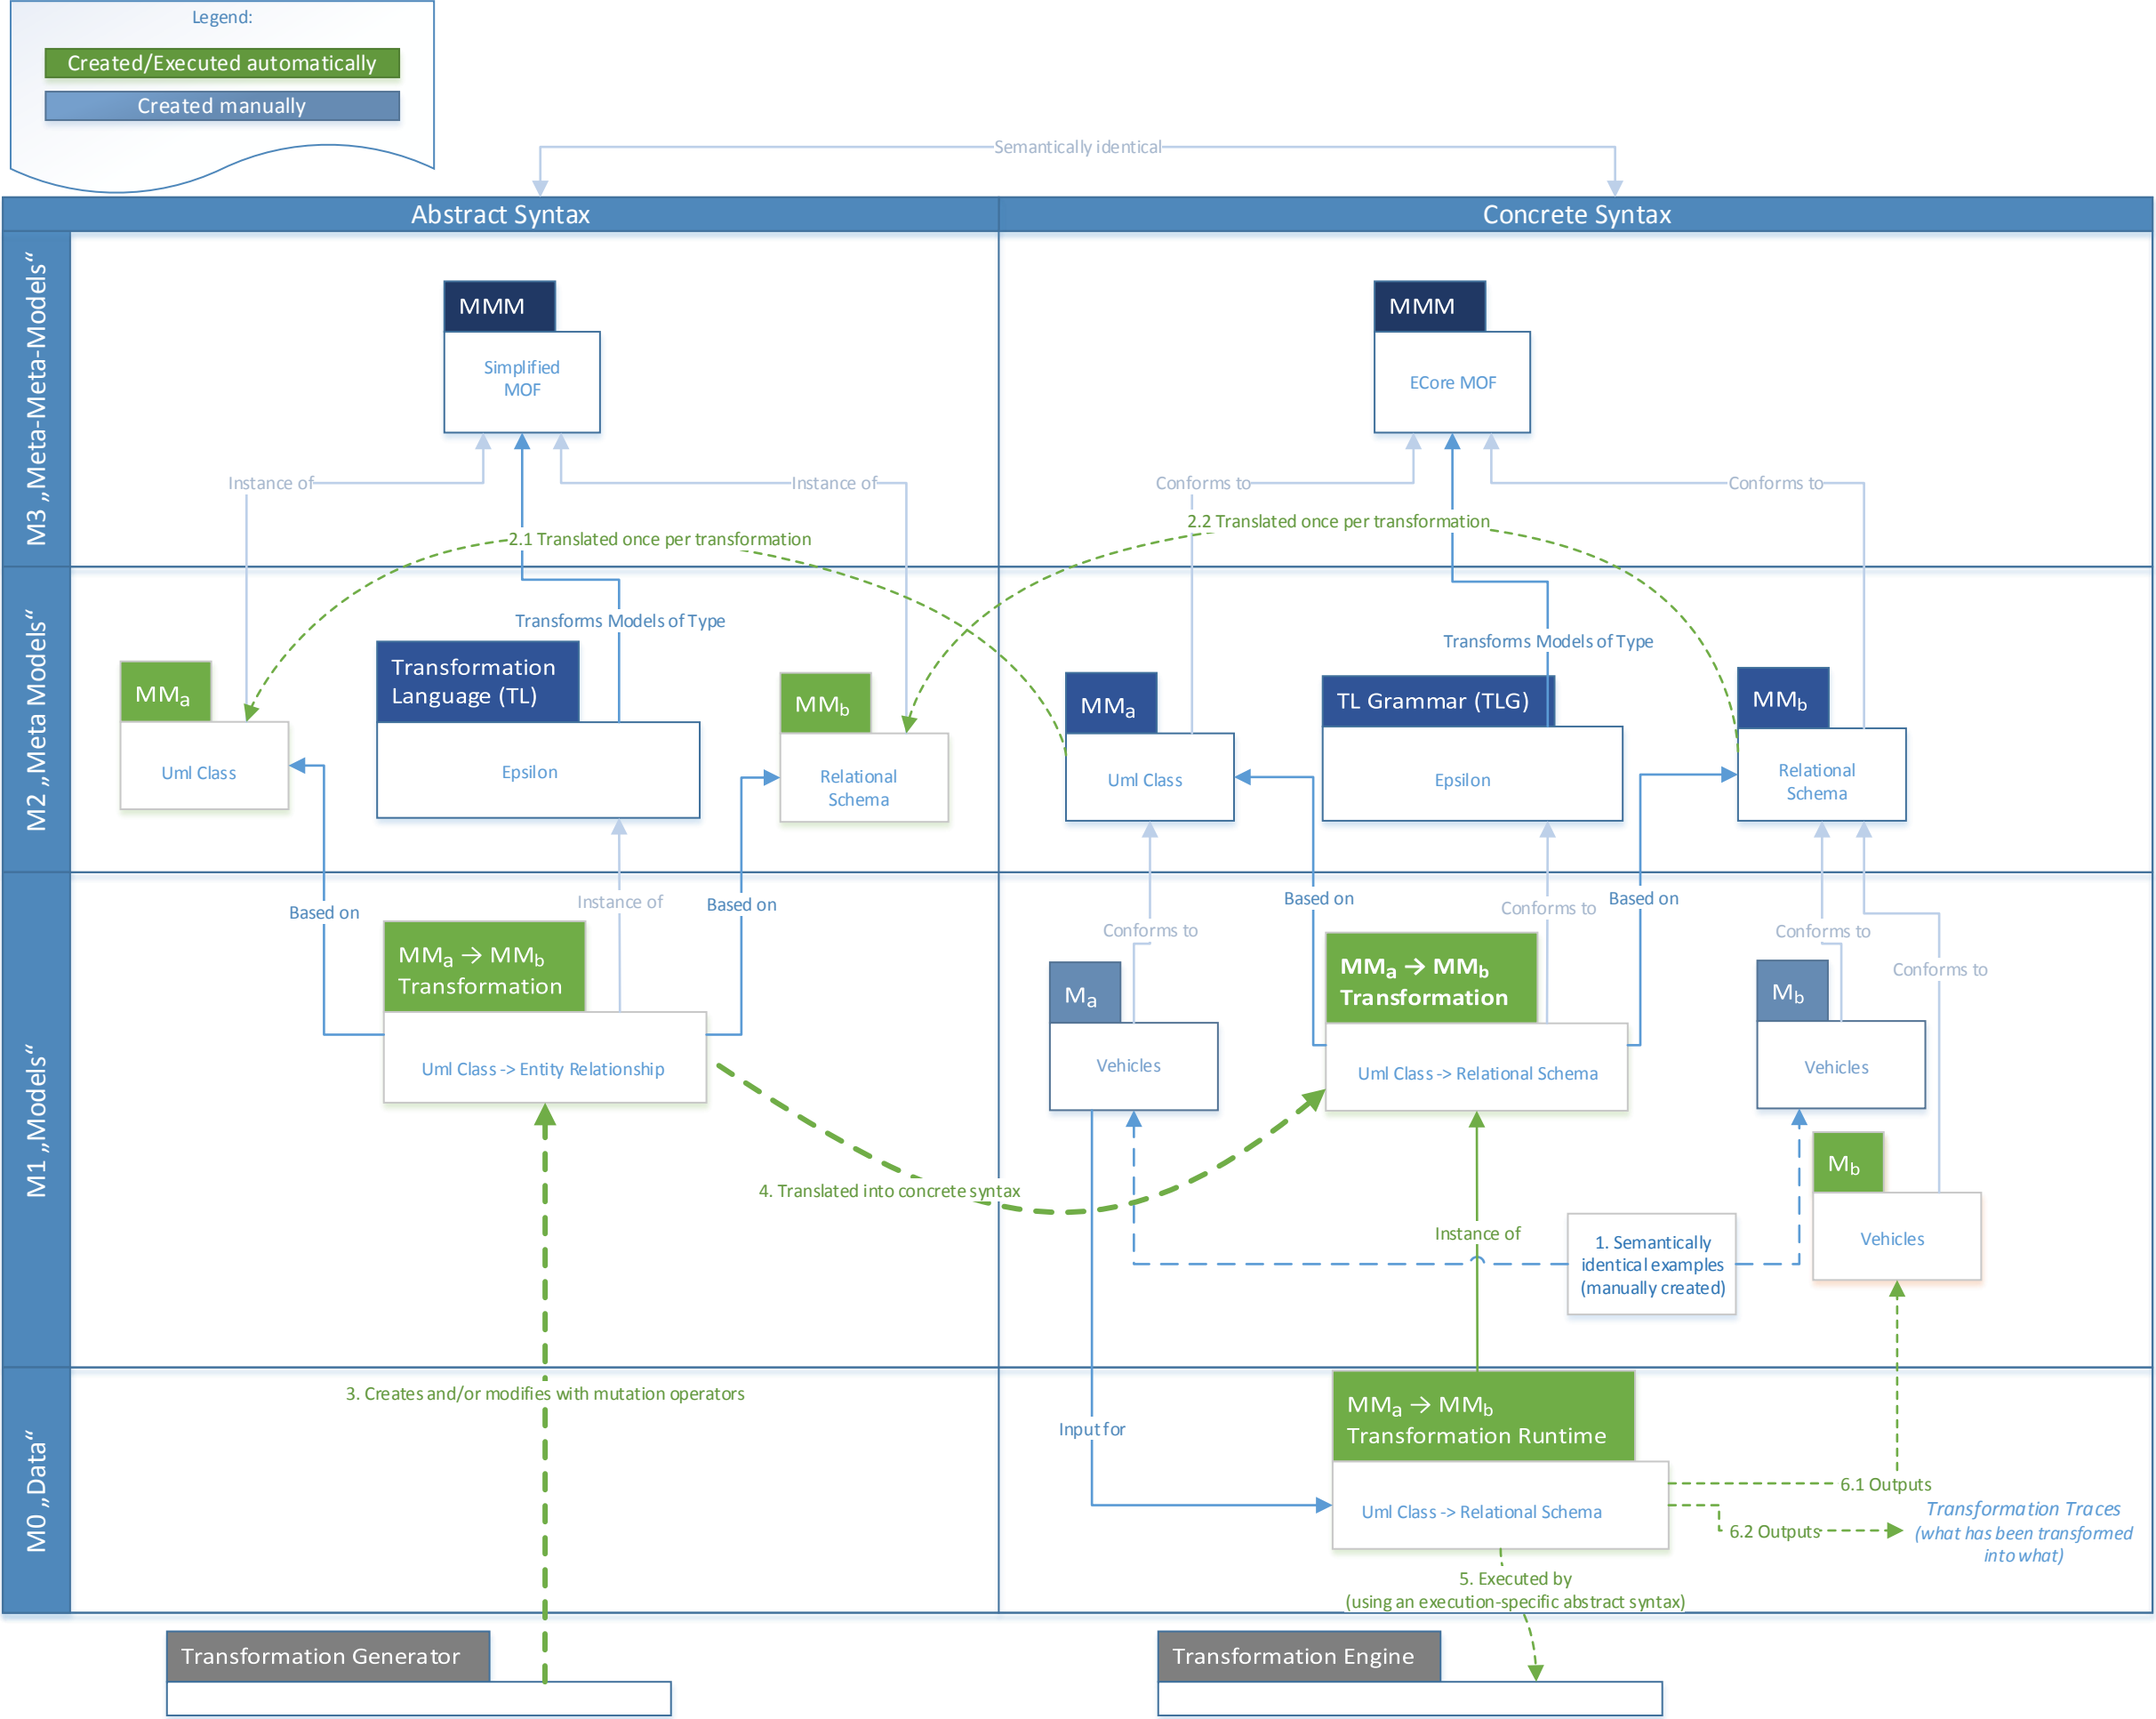 Legend:
Created/Executed automatically
Created manually
Semantically identical
Abstract Syntax
Concrete Syntax
M3 „Meta-Meta-Models“
MMM
Simplified
MOF
MMM
ECore MOF
Instance of
Instance of
Conforms to
Conforms to
2.1 Translated once per transformation
2.2 Translated once per transformation
M2 „Meta Models“
Transforms Models of Type
Transforms Models of Type
MMa
Uml Class
Transformation
Language (TL)
Epsilon
MMb
Relational
Schema
MMa
Uml Class
TL Grammar (TLG)
Epsilon
MMb
Relational
Schema
M1 „Models“
Based on
Instance of
Based on
Conforms to
Based on
Conforms to
Based on
Conforms to
Conforms to
MMa → MMb
Transformation
Uml Class -> Entity Relationship
Ma
Vehicles
MMa → MMb
Transformation
Uml Class -> Relational Schema
Mb
Vehicles
Mb
Vehicles
4. Translated into concrete syntax
Instance of
1. Semantically
identical examples
(manually created)
M0 „Data“
3. Creates and/or modifies with mutation operators
Input for
MMa → MMb
Transformation Runtime
Uml Class -> Relational Schema
6.1 Outputs
6.2 Outputs
Transformation Traces
(what has been transformed
into what)
5. Executed by
(using an execution-specific abstract syntax)
Transformation Generator
Transformation Engine